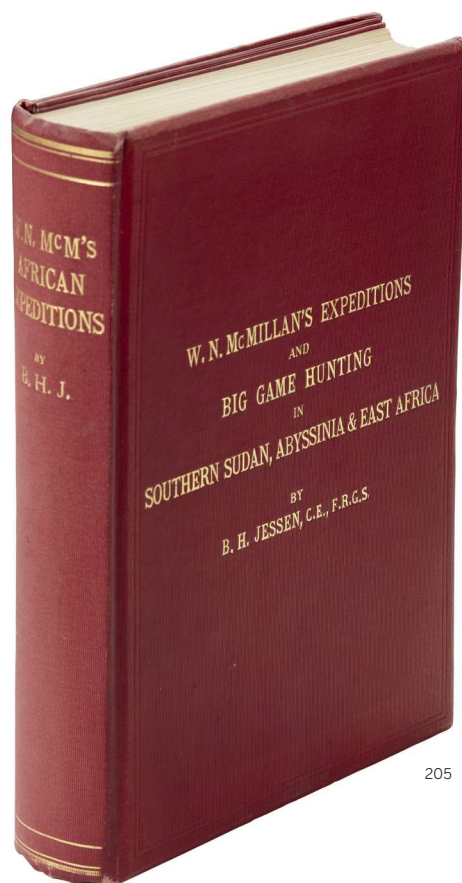 W.N. McM'S
AFRICAN
EXPEDITIONS
BY
B. H. J.
W. N. McMILLAN'S EXPEDITIONS
AND
BIG GAME HUNTING
IN
SOUTHERN SUDAN, ABYSSINIA & EAST AFRICA
BY
B. H. JESSEN, C.E., F.R.G.S.
205